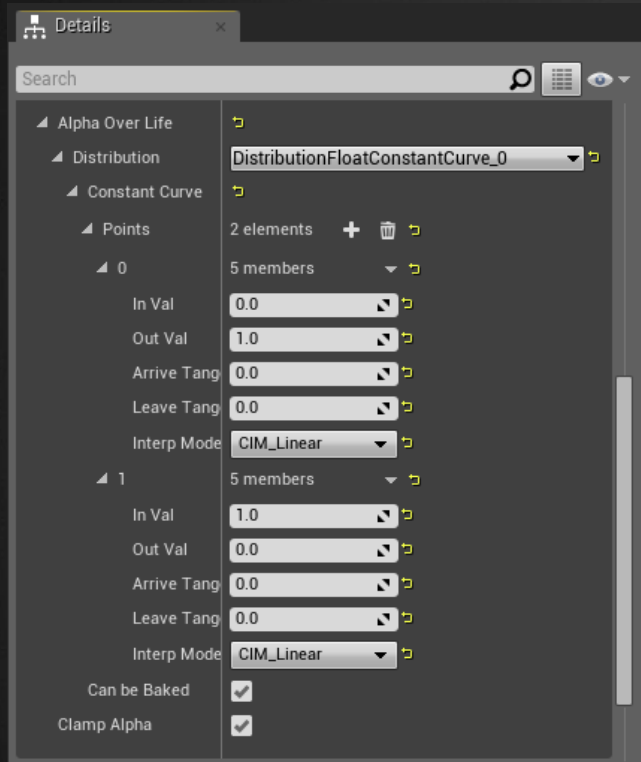 Details
Search
Alpha Over Life
Distribution DistributionFloatConstantCurve_0
Constant Curve
Points 2 elements
0 5 members
In Val 0.0
Out Val 1.0
Arrive Tang 0.0
Leave Tang 0.0
Interp Mode CIM_Linear
1 5 members
In Val 1.0
Out Val 0.0
Arrive Tang 0.0
Leave Tang 0.0
Interp Mode CIM_Linear
Can be Baked
Clamp Alpha